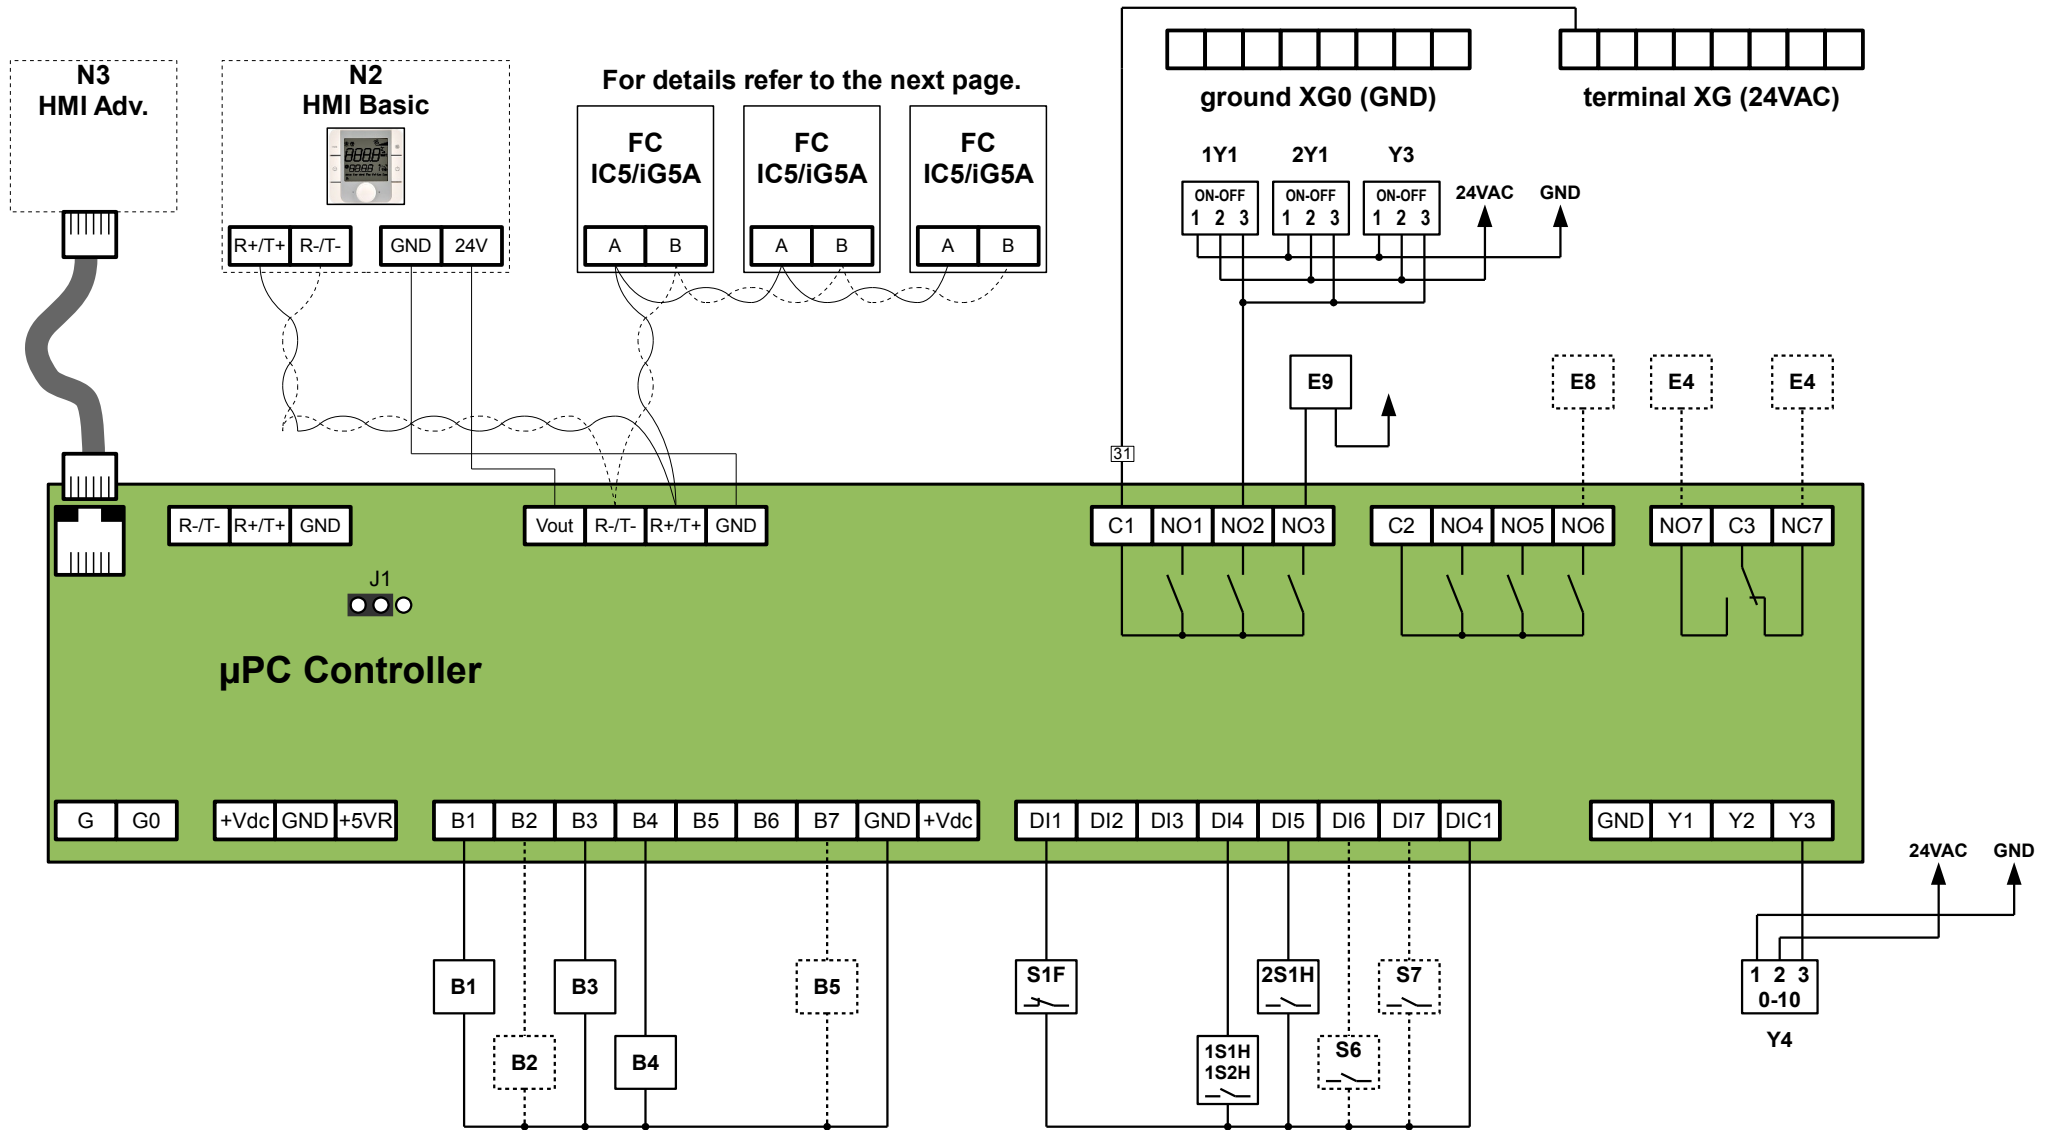 N3
HMI Adv.
N2
HMI Basic
R+/T+ R-/T- GND 24V
For details refer to the next page.
FC
IC5/iG5A
A B
FC
IC5/iG5A
A B
FC
IC5/iG5A
A B
ground XG0 (GND)
terminal XG (24VAC)
1Y1 2Y1 Y3
ON-OFF
1 2 3
ON-OFF
1 2 3
ON-OFF
1 2 3
24VAC GND
E9
E8
E4
E4
31
R-/T- R+/T+ GND
Vout R-/T- R+/T+ GND
C1 NO1 NO2 NO3
C2 NO4 NO5 NO6
NO7 C3 NC7
J1
µPC Controller
G G0
+Vdc GND +5VR
B1 B2 B3 B4 B5 B6 B7 GND +Vdc
DI1 DI2 DI3 DI4 DI5 DI6 DI7 DIC1
GND Y1 Y2 Y3
24VAC GND
B1
B3
B5
B2
B4
S1F
2S1H
S7
1S1H
1S2H
S6
1 2 3
0-10
Y4